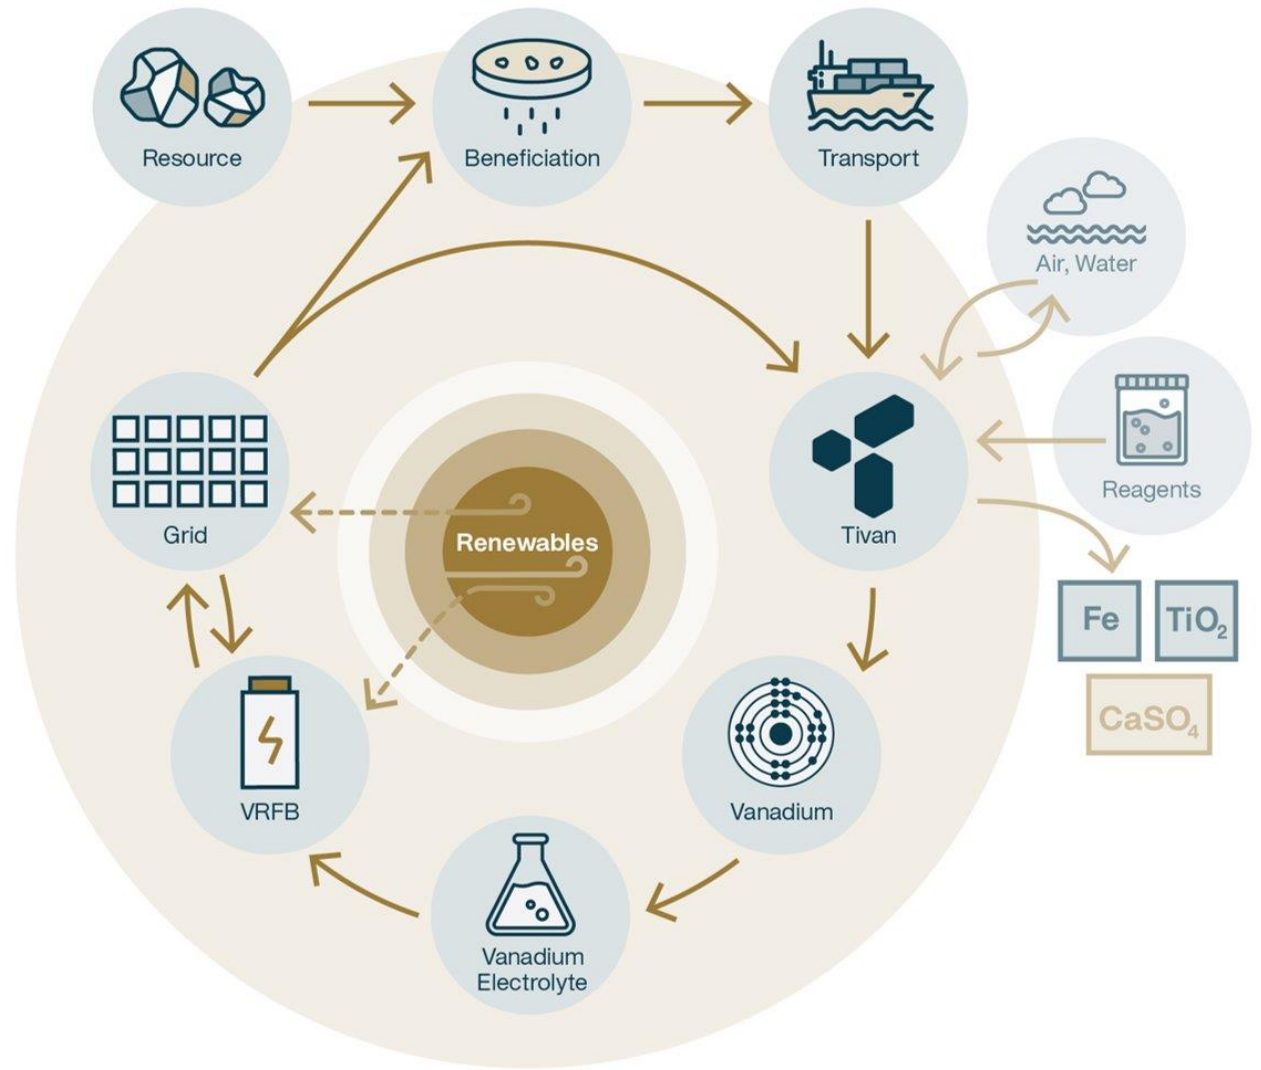 Resource
Beneficiation
Transport
Air, Water
Reagents
Grid
Renewables
Tivan
Fe
TiO₂
CaSO₄
VRFB
Vanadium
Vanadium
Electrolyte